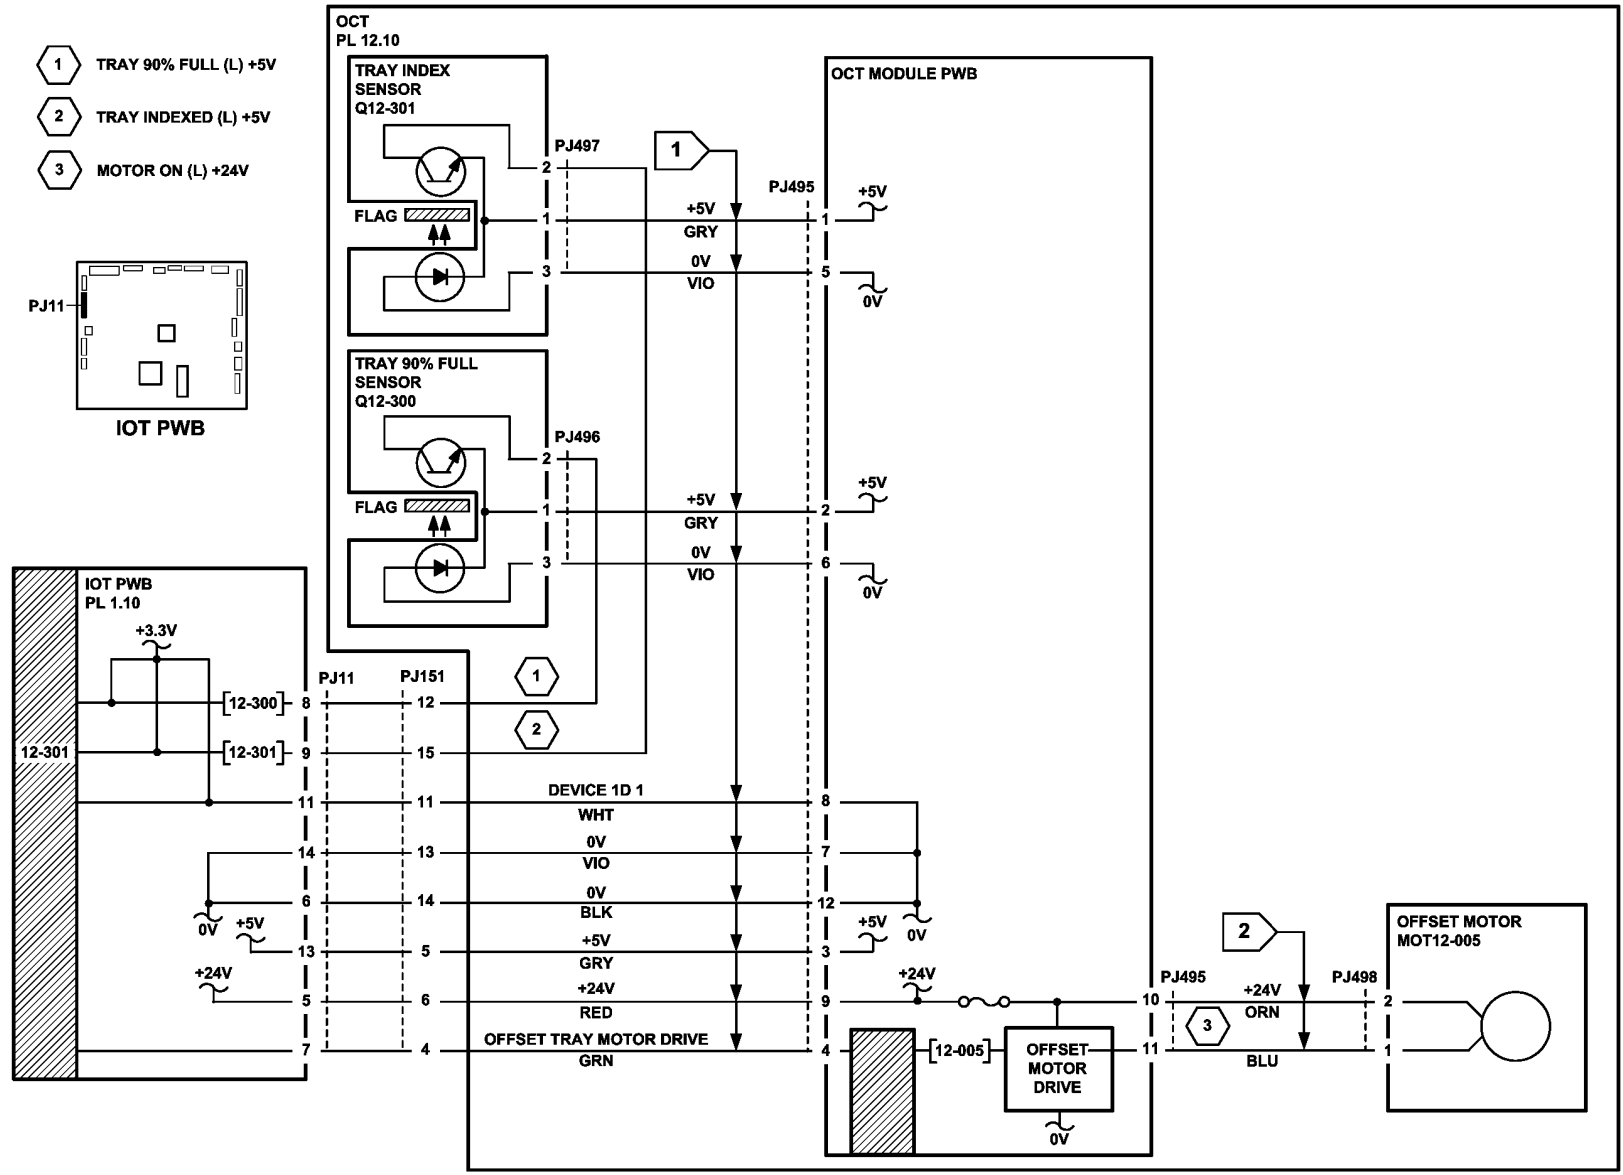 OCT
PL 12.10
1 TRAY 90% FULL (L) +5V
2 TRAY INDEXED (L) +5V
3 MOTOR ON (L) +24V
PJ11
IOT PWB
TRAY INDEX
SENSOR
Q12-301
FLAG
PJ497
2
1
3
TRAY 90% FULL
SENSOR
Q12-300
FLAG
PJ496
2
1
3
1
+5V
GRY
0V
VIO
+5V
GRY
0V
VIO
PJ495
OCT MODULE PWB
1 +5V
5 0V
2 +5V
6 0V
IOT PWB
PL 1.10
+3.3V
PJ11
PJ151
1
2
[12-300] 8 12
12-301 [12-301] 9 15
11 11 DEVICE 1D 1 8
WHT
14 13 0V 7
VIO
6 14 0V 12
BLK
0V
+5V
0V
+5V
13 5 +5V 3
GRY
+24V
+24V
5 6 +24V 9
RED
7 4 OFFSET TRAY MOTOR DRIVE 4
GRN
[12-005]
OFFSET
MOTOR
DRIVE
0V
10
11
2
PJ495
PJ498
+24V
ORN
3
BLU
2
1
OFFSET MOTOR
MOT12-005